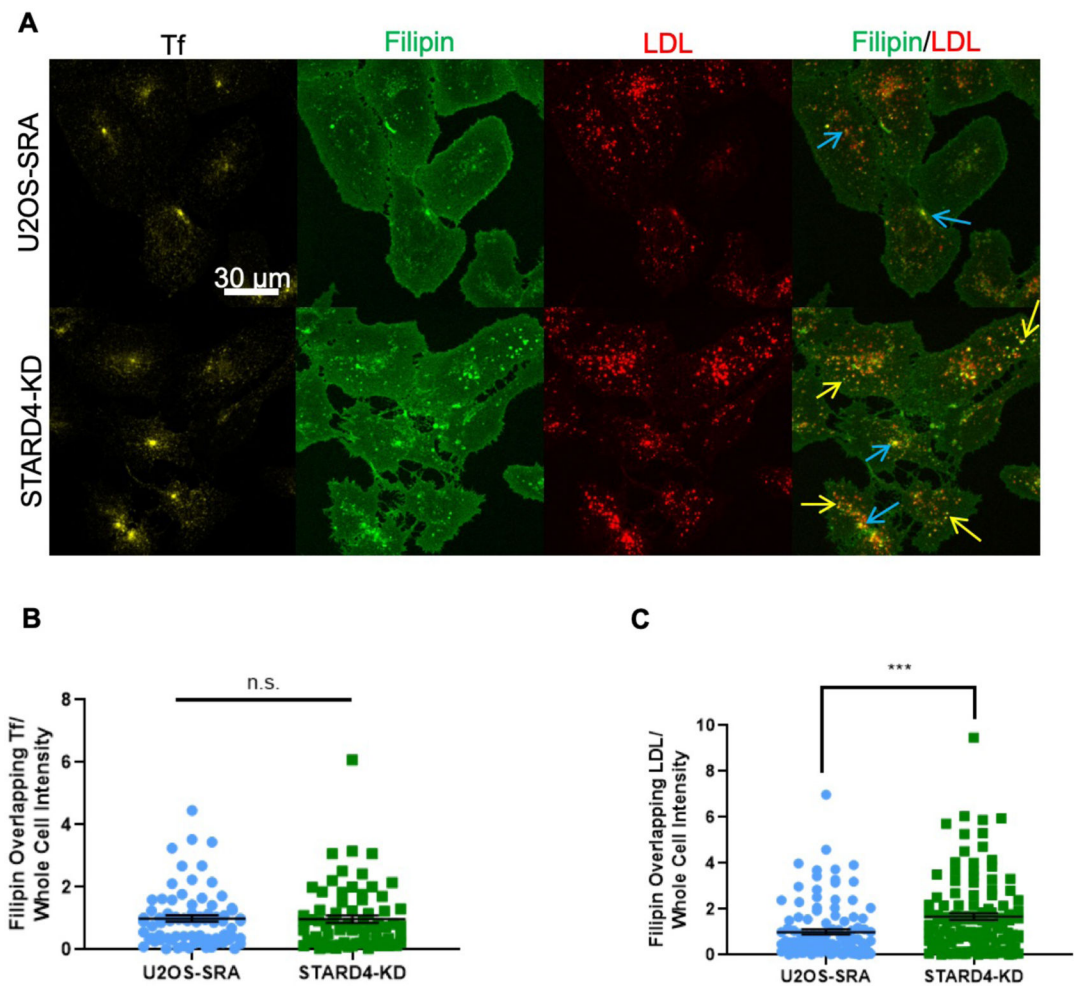 A
Tf Filipin LDL Filipin/LDL
U2OS-SRA
30 µm
STARD4-KD
B
n.s.
Filipin Overlapping Tf/
Whole Cell Intensity
8
6
4
2
0
U2OS-SRA STARD4-KD
C
***
Filipin Overlapping LDL/
Whole Cell Intensity
10
8
6
4
2
0
U2OS-SRA STARD4-KD